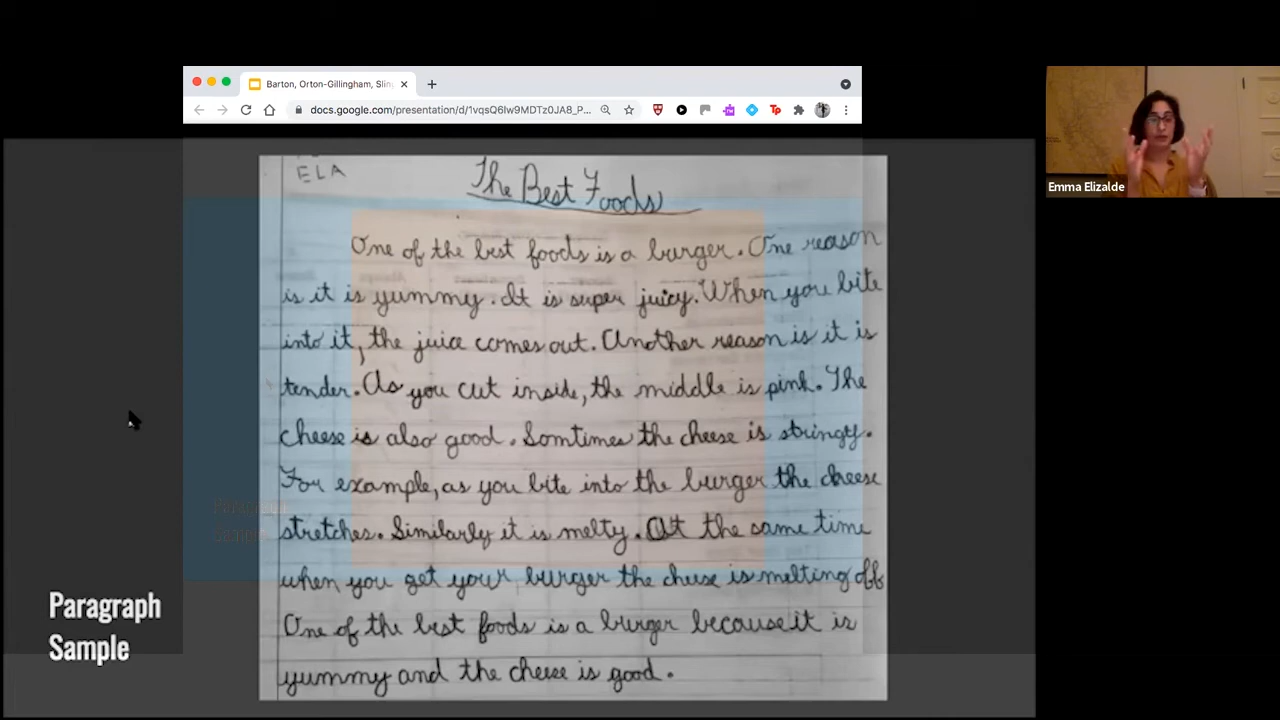 Barton, Orton-Gillingham, Slin
docs.google.com/presentation/d/1vqsQ6Iw9MDTz0JA8_P...
Emma Elizalde
ELA
The Best Foods
One of the best foods is a burger. One reason
is it is yummy. It is super juicy. When you bite
into it, the juice comes out. Another reason is it is
tender. As you cut inside, the middle is pink. The
cheese is also good. Somtimes the cheese is stringy.
For example, as you bite into the burger the cheese
stretches. Similarly it is melty. At the same time
when you get your burger the cheese is melting off
One of the best foods is a burger because it is
yummy and the cheese is good.
Paragraph
Sample
Paragraph
Sample